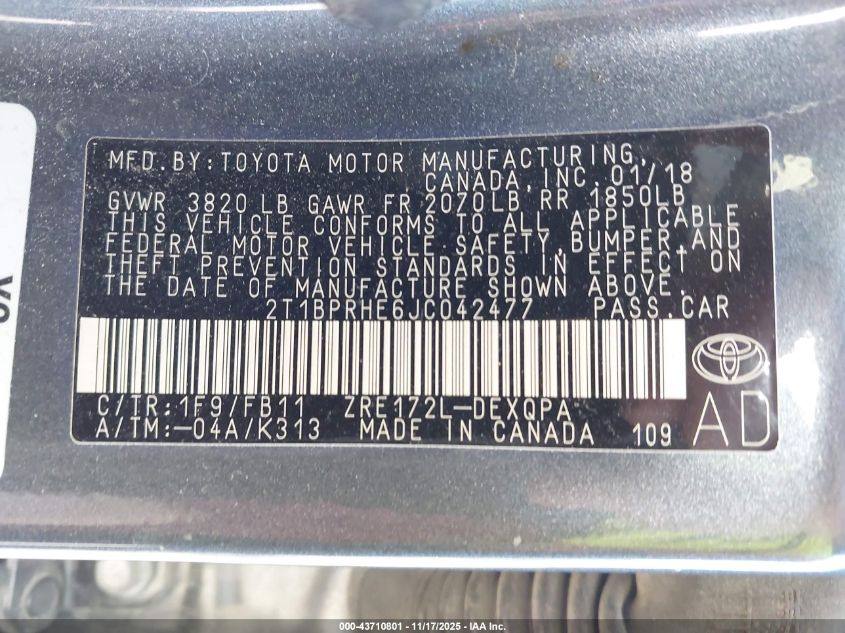 MFD. BY: TOYOTA MOTOR MANUFACTURING,
CANADA, INC. 01/18
GVWR 3820 LB GAWR FR 2070LB RR 1850LB
THIS VEHICLE CONFORMS TO ALL APPLICABLE
FEDERAL MOTOR VEHICLE SAFETY, BUMPER, AND
THEFT PREVENTION STANDARDS IN EFFECT ON
THE DATE OF MANUFACTURE SHOWN ABOVE.
2T1BPRHE6JC042477 PASS. CAR
C/TR: 1F9/FB11 ZRE172L-DEXQPA
A/TM: -04A/K313 MADE IN CANADA 109
AD
000-43710801 - 11/17/2025 - IAA Inc.